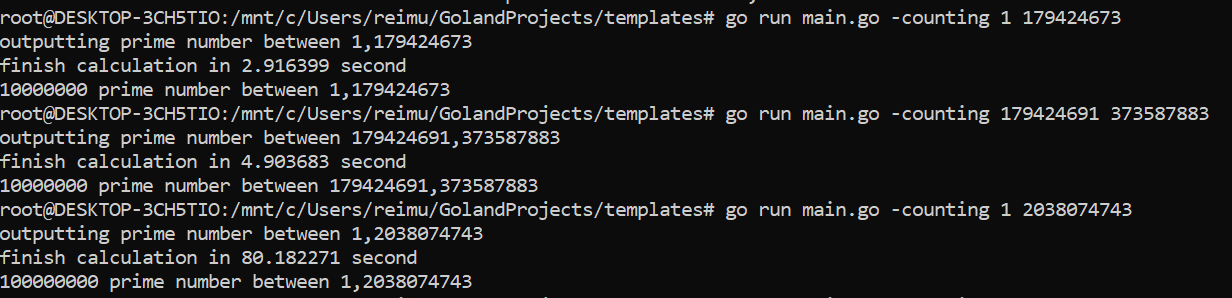 root@DESKTOP-3CH5TIO:/mnt/c/Users/reimu/GolandProjects/templates# go run main.go -counting 1 179424673
outputting prime number between 1,179424673
finish calculation in 2.916399 second
10000000 prime number between 1,179424673
root@DESKTOP-3CH5TIO:/mnt/c/Users/reimu/GolandProjects/templates# go run main.go -counting 179424691 373587883
outputting prime number between 179424691,373587883
finish calculation in 4.903683 second
10000000 prime number between 179424691,373587883
root@DESKTOP-3CH5TIO:/mnt/c/Users/reimu/GolandProjects/templates# go run main.go -counting 1 2038074743
outputting prime number between 1,2038074743
finish calculation in 80.182271 second
100000000 prime number between 1,2038074743